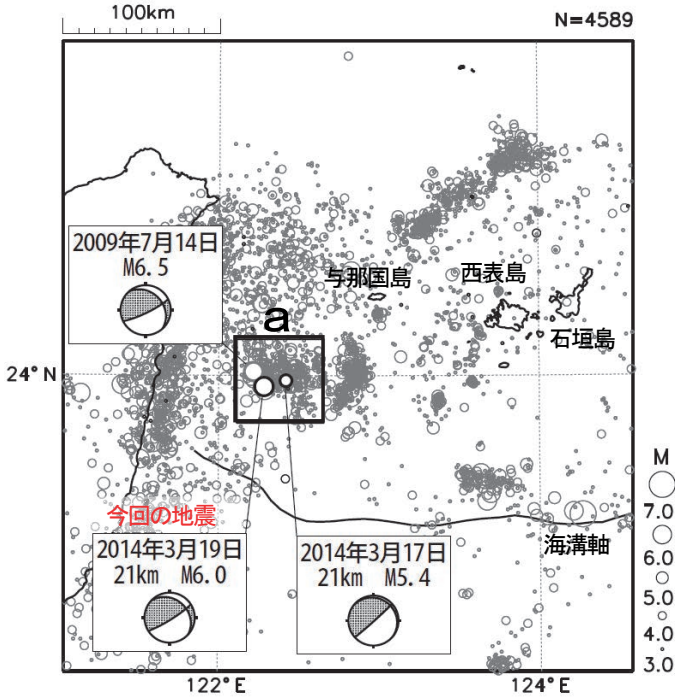 100km
N=4589
2009年7月14日
M6.5
与那国島
西表島
石垣島
a
24°N
今回の地震
2014年3月19日
21km M6.0
2014年3月17日
21km M5.4
海溝軸
M
7.0
6.0
5.0
4.0
3.0
122°E
124°E